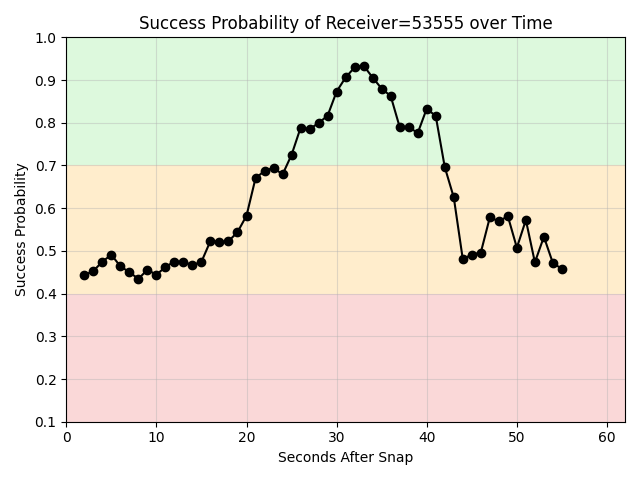 Success Probability of Receiver=53555 over Time
1.0
0.9
0.8
0.7
0.6
0.5
0.4
0.3
0.2
0.1
Success Probability
0 10 20 30 40 50 60
Seconds After Snap